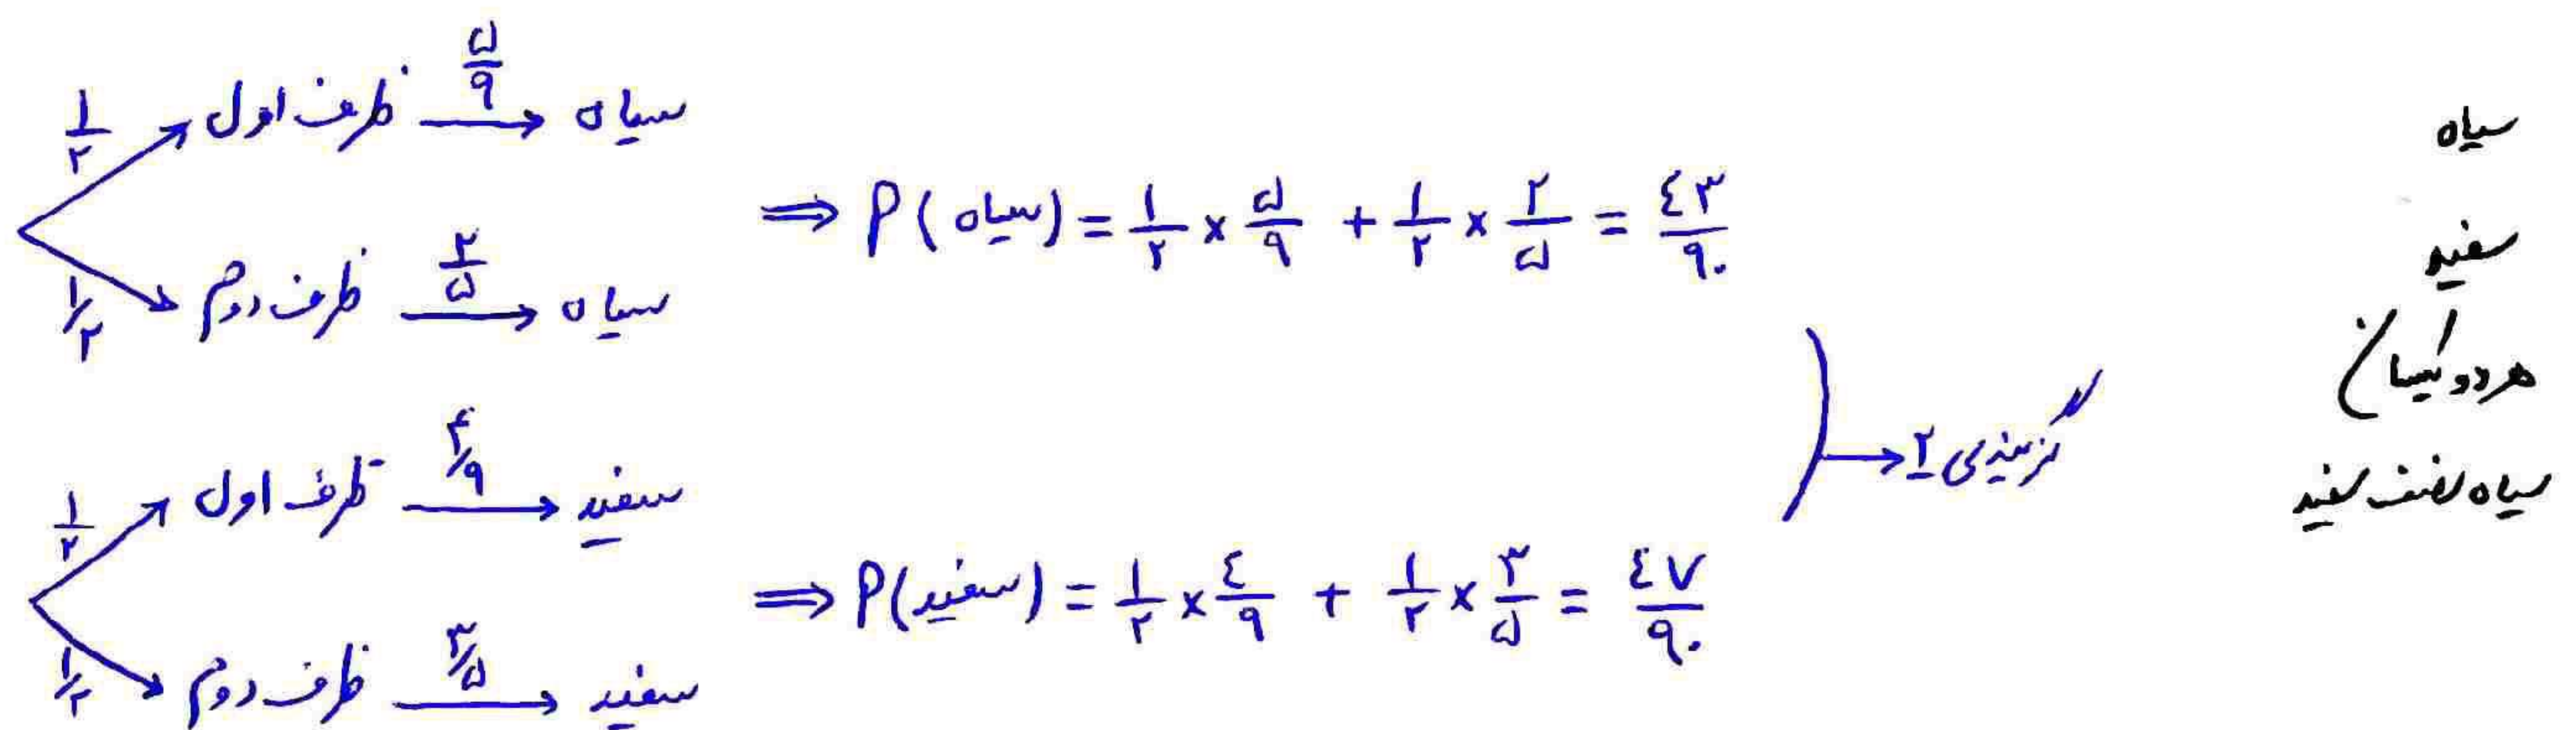 ۱/۲ ظرف اول ۵/۹ → سیاه
۱/۲ ظرف دوم ۲/۵ → سیاه
⇒ P(سیاه) = ۱/۲ × ۵/۹ + ۱/۲ × ۲/۵ = ۴۳/۹۰
۱/۲ ظرف اول ۴/۹ → سفید
۱/۲ ظرف دوم ۳/۵ → سفید
⇒ P(سفید) = ۱/۲ × ۴/۹ + ۱/۲ × ۳/۵ = ۴۷/۹۰
→ گزینه‌ی ۲
سیاه
سفید
هر دو یکسان
سیاه نصف سفید